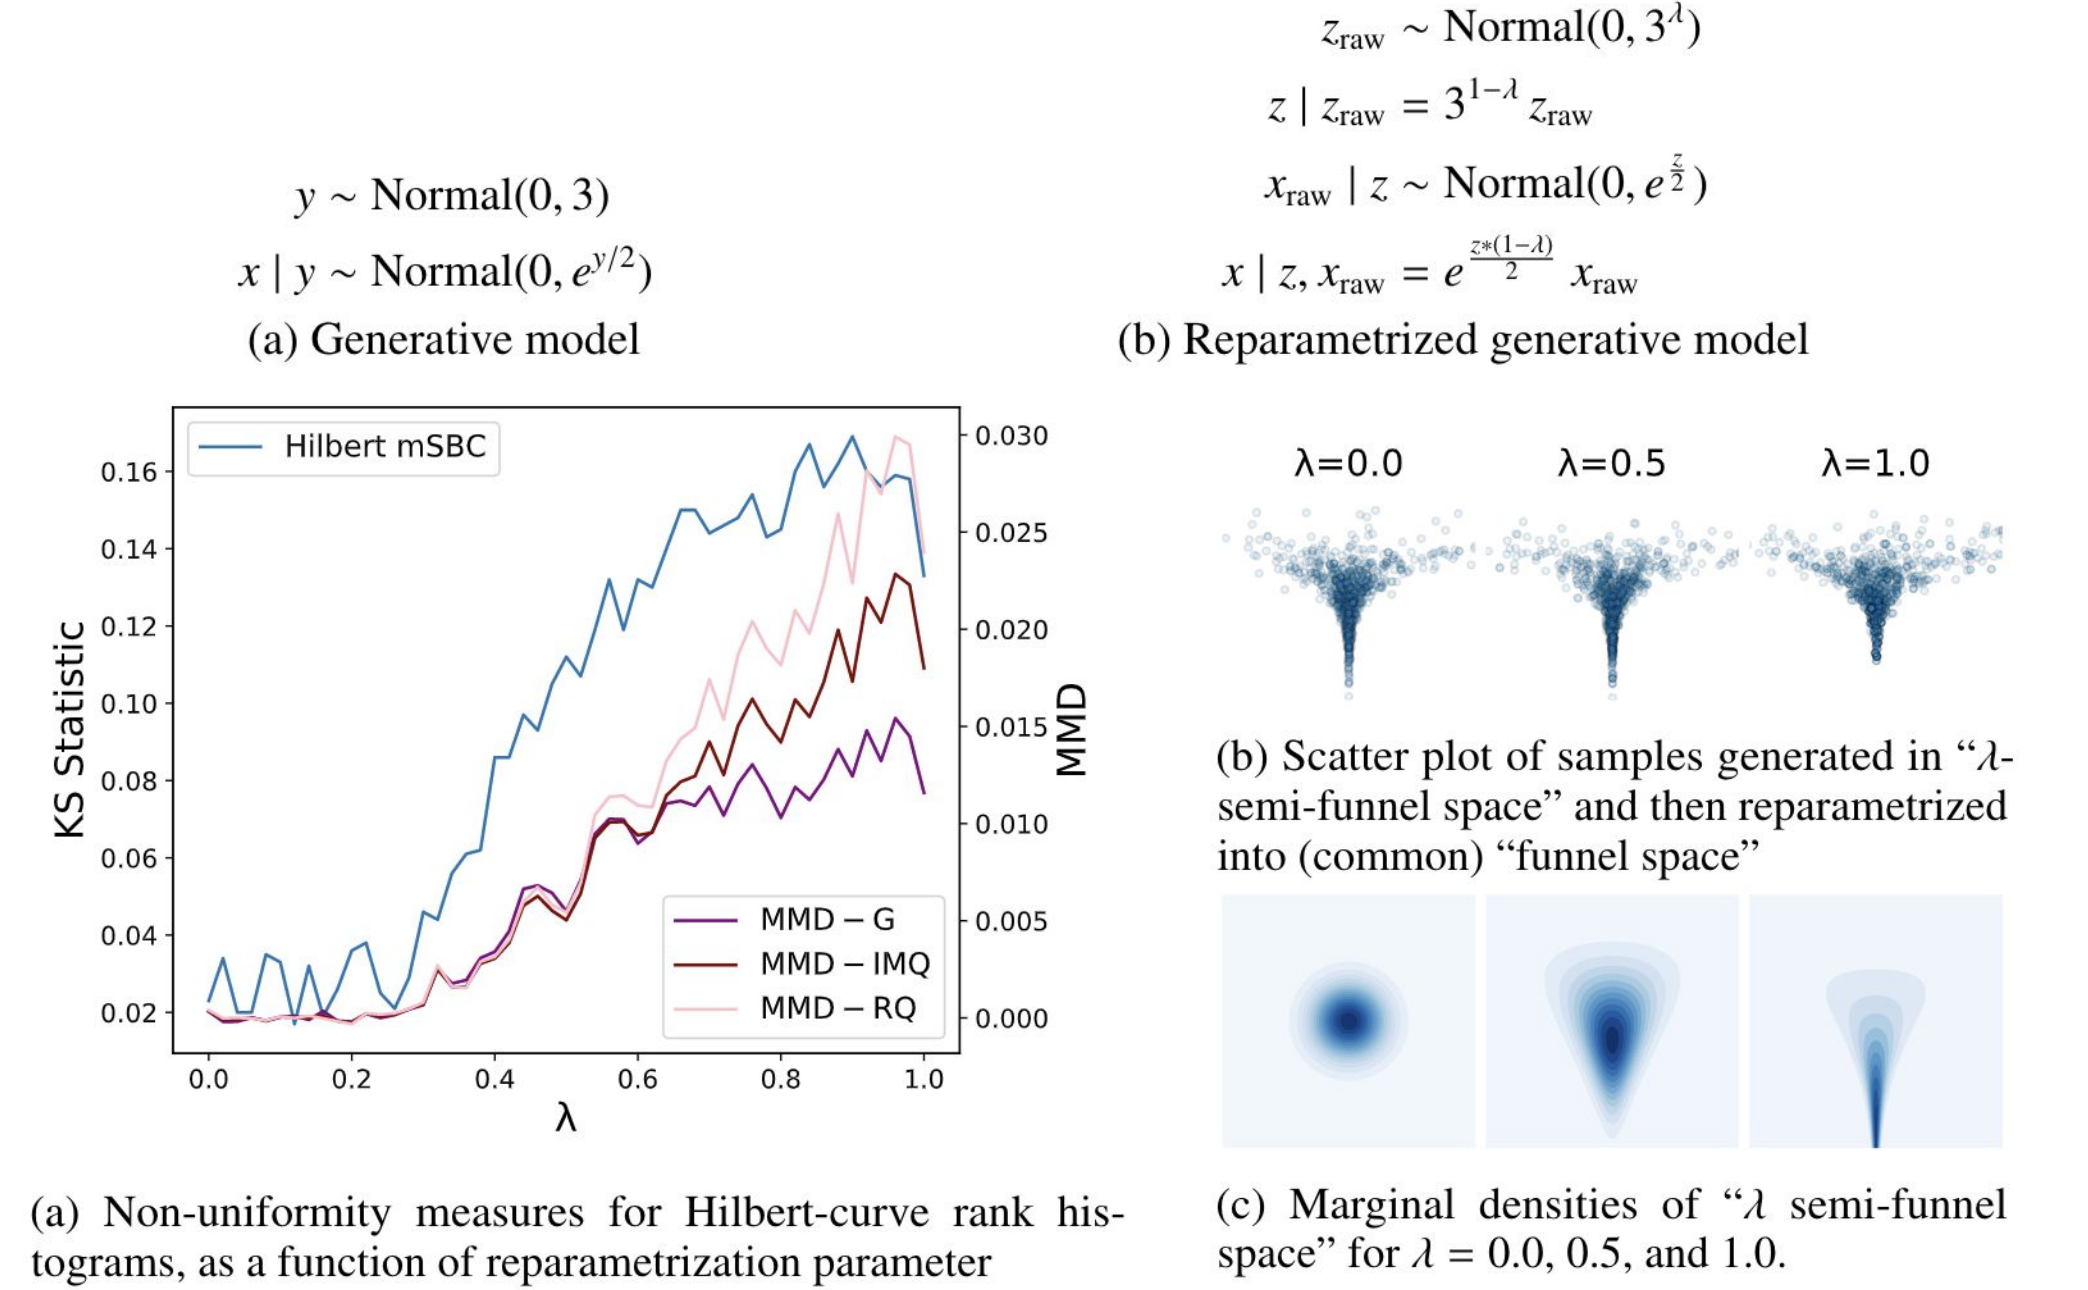 y ∼ Normal(0, 3)
x | y ∼ Normal(0, e^{y/2})
(a) Generative model
z_raw ∼ Normal(0, 3^λ)
z | z_raw = 3^{1−λ} z_raw
x_raw | z ∼ Normal(0, e^{z/2})
x | z, x_raw = e^{z∗(1−λ)/2} x_raw
(b) Reparametrized generative model
Hilbert mSBC
KS Statistic
0.16
0.14
0.12
0.10
0.08
0.06
0.04
0.02
0.030
0.025
0.020
0.015
0.010
0.005
0.000
MMD
MMD − G
MMD − IMQ
MMD − RQ
0.0 0.2 0.4 0.6 0.8 1.0
λ
(a) Non-uniformity measures for Hilbert-curve rank his-
tograms, as a function of reparametrization parameter
λ=0.0 λ=0.5 λ=1.0
(b) Scatter plot of samples generated in “λ-
semi-funnel space” and then reparametrized
into (common) “funnel space”
(c) Marginal densities of “λ semi-funnel
space” for λ = 0.0, 0.5, and 1.0.